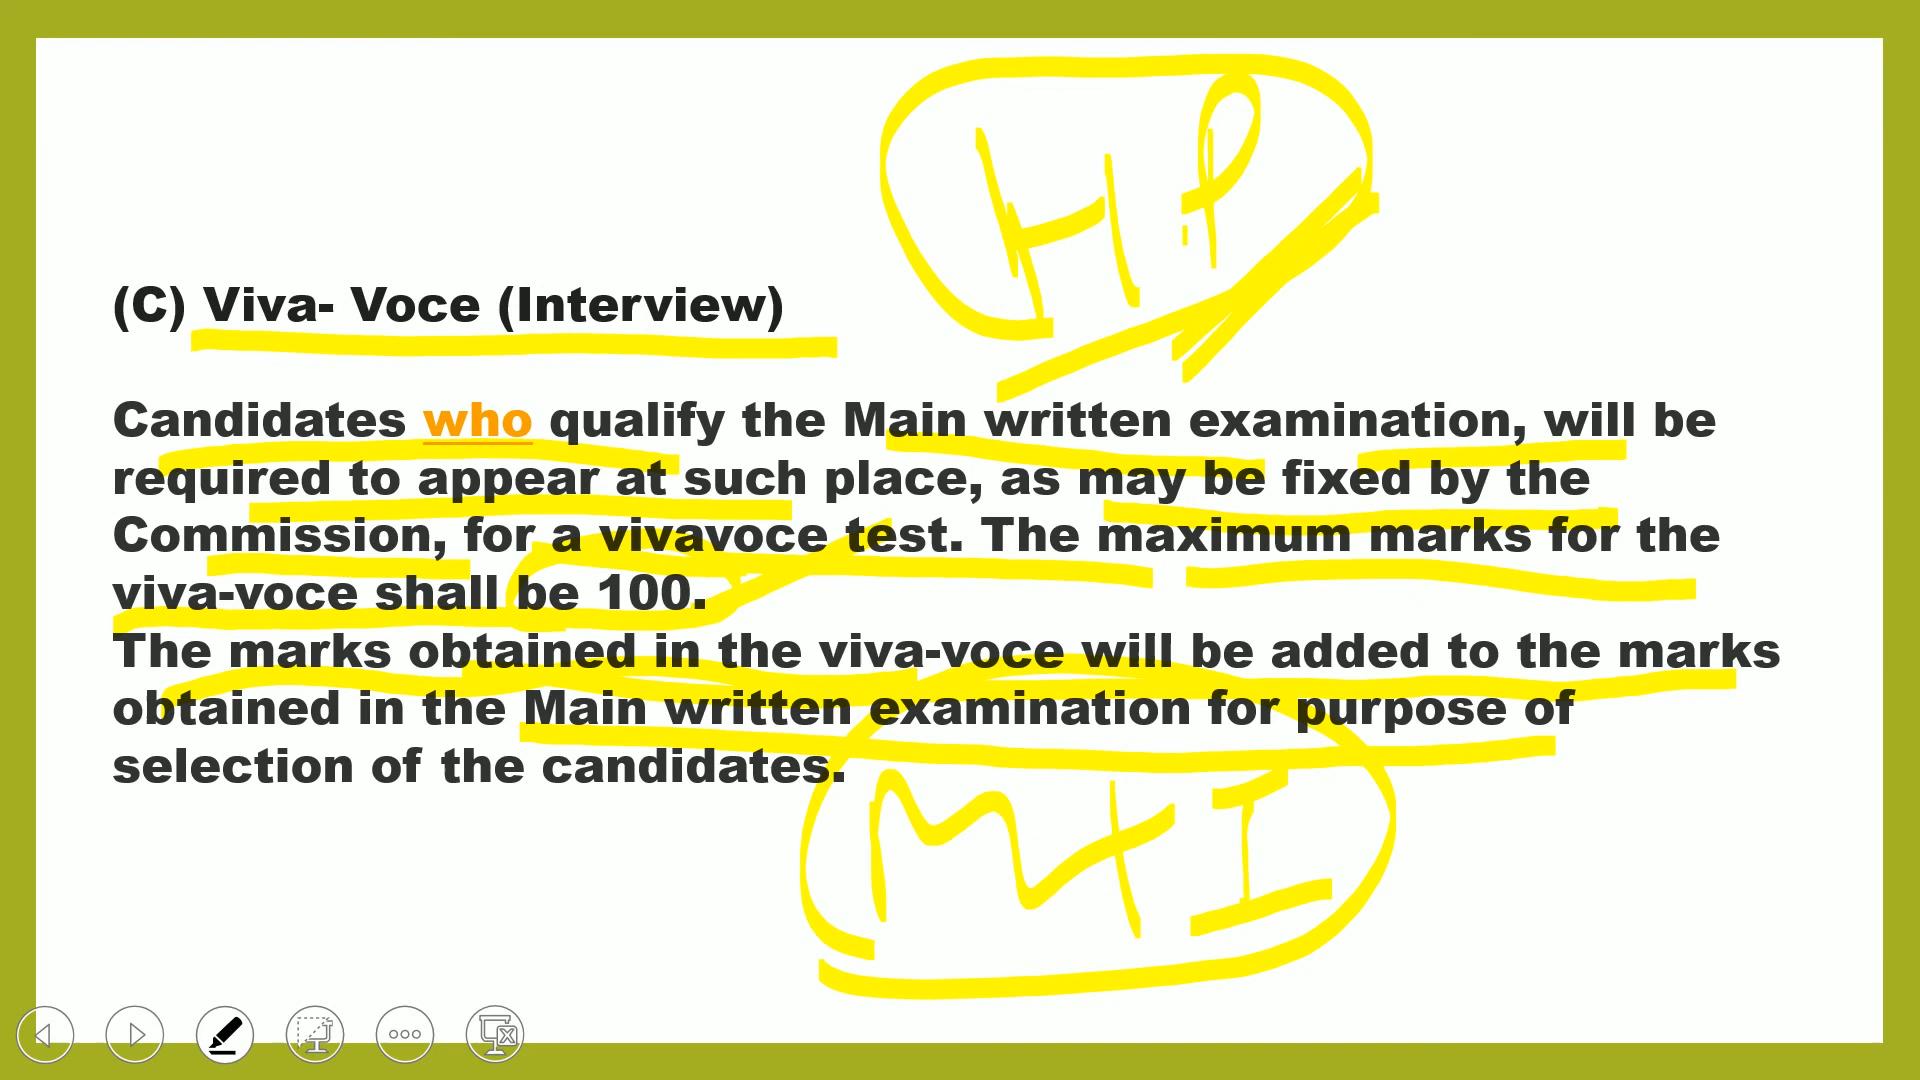 HP
(C) Viva- Voce (Interview)
Candidates who qualify the Main written examination, will be
required to appear at such place, as may be fixed by the
Commission, for a vivavoce test. The maximum marks for the
viva-voce shall be 100.
The marks obtained in the viva-voce will be added to the marks
obtained in the Main written examination for purpose of
selection of the candidates.
M+I